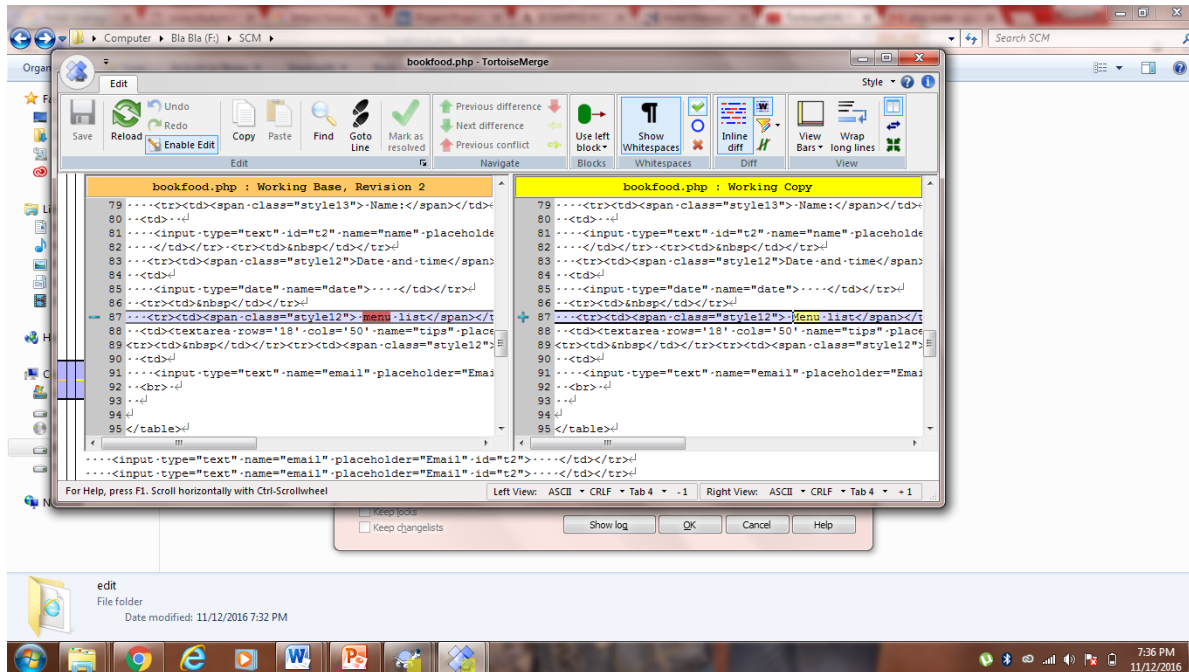 Computer ▸ Bla Bla (F:) ▸ SCM ▸
Search SCM
Organ
bookfood.php - TortoiseMerge
Edit
Style
Save
Reload
Undo
Redo
Enable Edit
Copy
Paste
Find
Goto Line
Mark as resolved
Previous difference
Next difference
Previous conflict
Use left block
Show Whitespaces
Inline diff
View Bars
Wrap long lines
Edit
Navigate
Blocks
Whitespaces
Diff
View
bookfood.php : Working Base, Revision 2
79 ····<tr><td><span·class="style13">·Name:</span></td>
80 ··<td>··↲
81 ····<input·type="text"·id="t2"·name="name"·placeholde
82 ····</td></tr>·<tr><td>&nbsp</td></tr>↲
83 ···<tr><td><span·class="style12">Date·and·time</span>
84 ··<td>↲
85 ····<input·type="date"·name="date">····</td></tr>↲
86 ··<tr><td>&nbsp</td></tr>↲
87 ···<tr><td><span·class="style12">·menu·list</span></t
88 ··<td><textarea·rows='18'·cols='50'·name="tips"·place
89 <tr><td>&nbsp</td></tr><tr><td><span·class="style12">
90 ··<td>↲
91 ····<input·type="text"·name="email"·placeholder="Emai
92 ··<br>·↲
93 ··↲
94 ↲
95 </table>↲
bookfood.php : Working Copy
79 ····<tr><td><span·class="style13">·Name:</span></td>
80 ··<td>··↲
81 ····<input·type="text"·id="t2"·name="name"·placeholde
82 ····</td></tr>·<tr><td>&nbsp</td></tr>↲
83 ···<tr><td><span·class="style12">Date·and·time</span>
84 ··<td>↲
85 ····<input·type="date"·name="date">····</td></tr>↲
86 ··<tr><td>&nbsp</td></tr>↲
87 ···<tr><td><span·class="style12">·Menu·list</span></t
88 ··<td><textarea·rows='18'·cols='50'·name="tips"·place
89 <tr><td>&nbsp</td></tr><tr><td><span·class="style12">
90 ··<td>↲
91 ····<input·type="text"·name="email"·placeholder="Emai
92 ··<br>·↲
93 ··↲
94 ↲
95 </table>↲
····<input·type="text"·name="email"·placeholder="Email"·id="t2">····</td></tr>↲
····<input·type="text"·name="email"·placeholder="Email"·id="t2">····</td></tr>↲
For Help, press F1. Scroll horizontally with Ctrl-Scrollwheel
Left View: ASCII CRLF Tab 4 - 1
Right View: ASCII CRLF Tab 4 + 1
Keep locks
Keep changelists
Show log
OK
Cancel
Help
edit
File folder
Date modified: 11/12/2016 7:32 PM
7:36 PM
11/12/2016